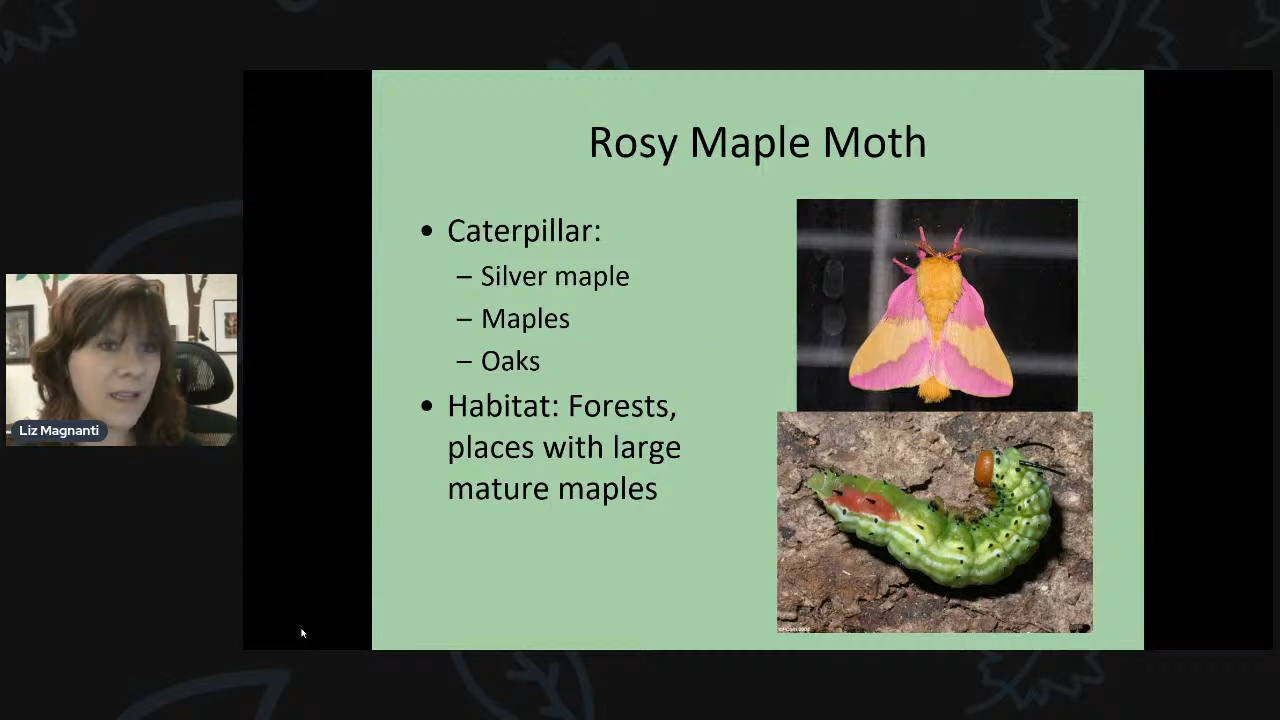 Rosy Maple Moth
• Caterpillar:
– Silver maple
– Maples
– Oaks
• Habitat: Forests,
places with large
mature maples
Liz Magnanti